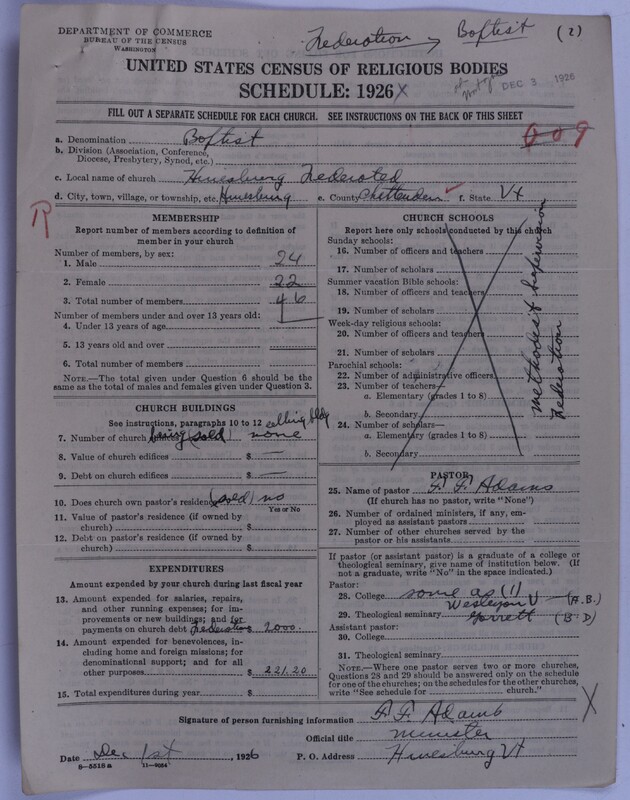 DEPARTMENT OF COMMERCE
BUREAU OF THE CENSUS
WASHINGTON
Federation Baptist (2)
UNITED STATES CENSUS OF RELIGIOUS BODIES
SCHEDULE: 1926 X
DEC 3 1926
FILL OUT A SEPARATE SCHEDULE FOR EACH CHURCH. SEE INSTRUCTIONS ON THE BACK OF THIS SHEET
a. Denomination Baptist
609
b. Division (Association, Conference, Diocese, Presbytery, Synod, etc.)
c. Local name of church Hinesburg Federated
d. City, town, village, or township, etc. Hinesburg e. County Chittenden f. State Vt
MEMBERSHIP
Report number of members according to definition of member in your church
Number of members, by sex:
1. Male 24
2. Female 22
3. Total number of members 46
Number of members under and over 13 years old:
4. Under 13 years of age
5. 13 years old and over
6. Total number of members
NOTE.—The total given under Question 6 should be the same as the total of males and females given under Question 3.
CHURCH BUILDINGS
See instructions, paragraphs 10 to 12
7. Number of church being (sold) none
8. Value of church edifices $ —
9. Debt on church edifices $ —
10. Does church own pastor's residence (sold) no
Yes or No
11. Value of pastor's residence (if owned by church) $
12. Debt on pastor's residence (if owned by church) $
EXPENDITURES
Amount expended by your church during last fiscal year
13. Amount expended for salaries, repairs, and other running expenses; for improvements or new buildings; and for payments on church debt Federation $ 2000.
14. Amount expended for benevolences, including home and foreign missions; for denominational support; and for all other purposes $ 221.20
15. Total expenditures during year $
CHURCH SCHOOLS
Report here only schools conducted by this church
Sunday schools:
16. Number of officers and teachers
17. Number of scholars
Summer vacation Bible schools:
18. Number of officers and teachers
19. Number of scholars
Week-day religious schools:
20. Number of officers and teachers
21. Number of scholars
Parochial schools:
22. Number of administrative officers
23. Number of teachers—
a. Elementary (grades 1 to 8)
b. Secondary
24. Number of scholars—
a. Elementary (grades 1 to 8)
b. Secondary
methodist supervision
Federation
PASTOR
25. Name of pastor F. F. Adams
(If church has no pastor, write "None")
26. Number of ordained ministers, if any, employed as assistant pastors
27. Number of other churches served by the pastor or his assistants
If pastor (or assistant pastor) is a graduate of a college or theological seminary, give name of institution below. (If not a graduate, write "No" in the space indicated.)
Pastor:
28. College same as (1)
Wesleyan U — (A.B.)
29. Theological seminary Garrett (B.D)
Assistant pastor:
30. College
31. Theological seminary
NOTE.—Where one pastor serves two or more churches, Questions 28 and 29 should be answered only on the schedule for one of the churches; on the schedules for the other churches, write "See schedule for church."
Signature of person furnishing information F. F. Adams X
Official title minister
Date Dec 1st, 1926 P. O. Address Hinesburg Vt
8—5518 a 11—9084